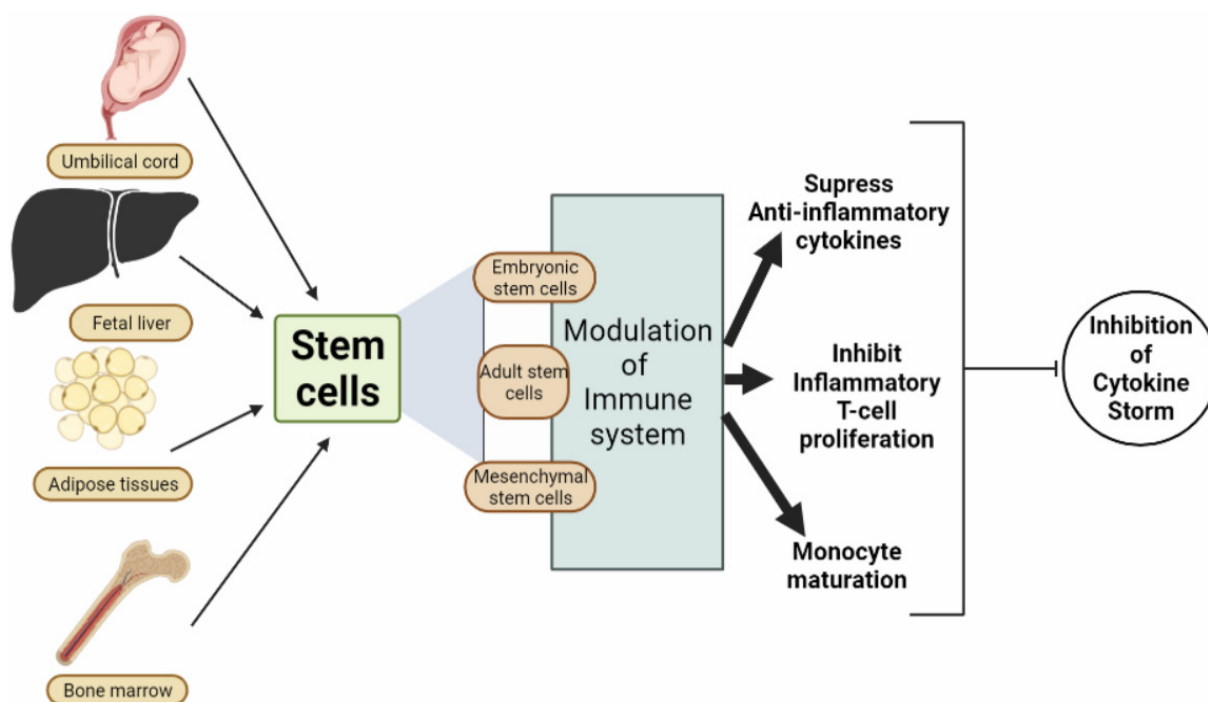 Umbilical cord
Fetal liver
Adipose tissues
Bone marrow
Stem
cells
Embryonic
stem cells
Adult stem
cells
Mesenchymal
stem cells
Modulation
of
Immune
system
Supress
Anti-inflammatory
cytokines
Inhibit
Inflammatory
T-cell
proliferation
Monocyte
maturation
Inhibition
of
Cytokine
Storm